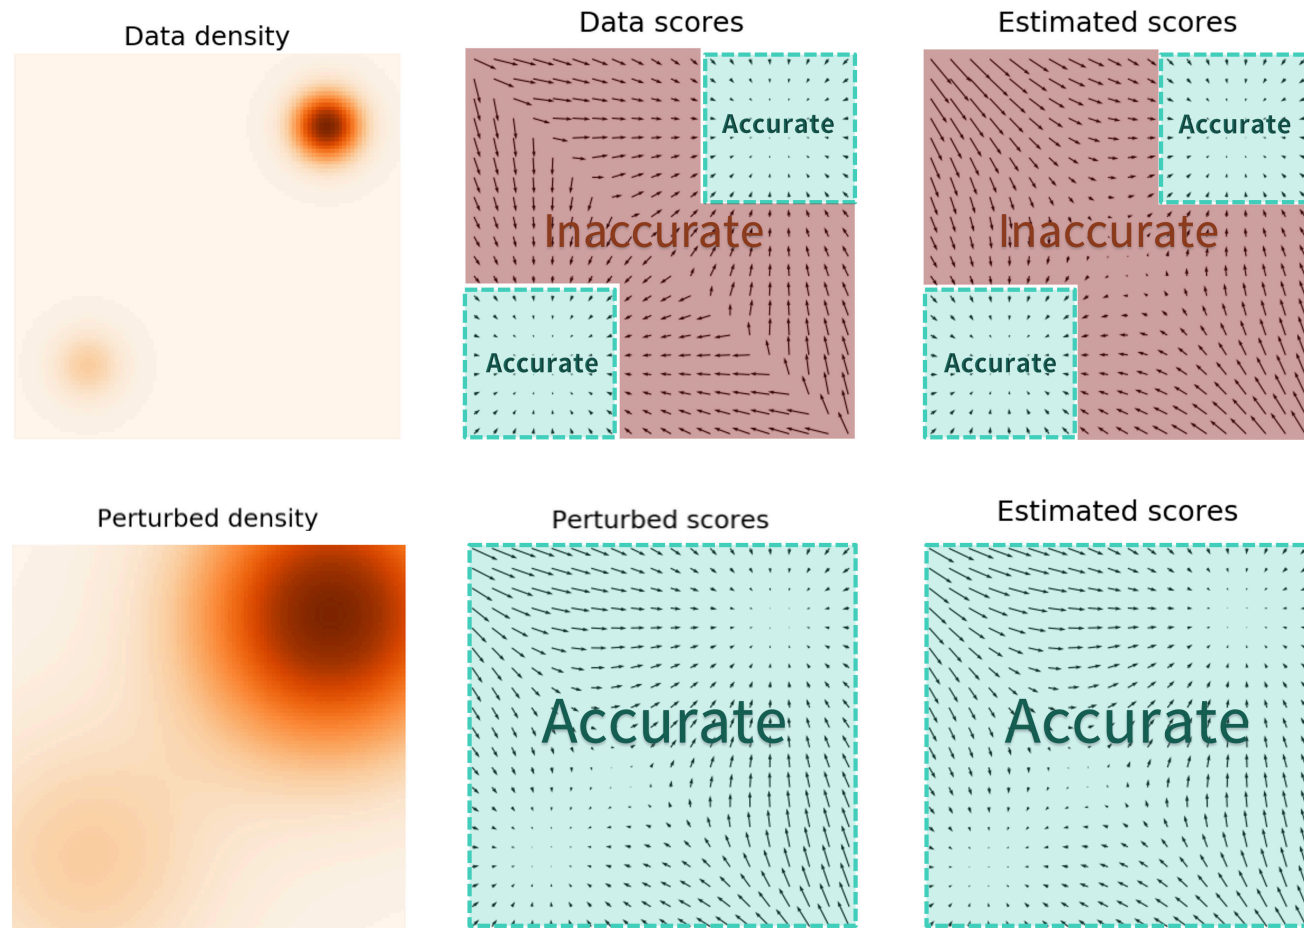 Data density
Data scores
Estimated scores
Accurate
Accurate
Inaccurate
Inaccurate
Accurate
Accurate
Perturbed density
Perturbed scores
Estimated scores
Accurate
Accurate